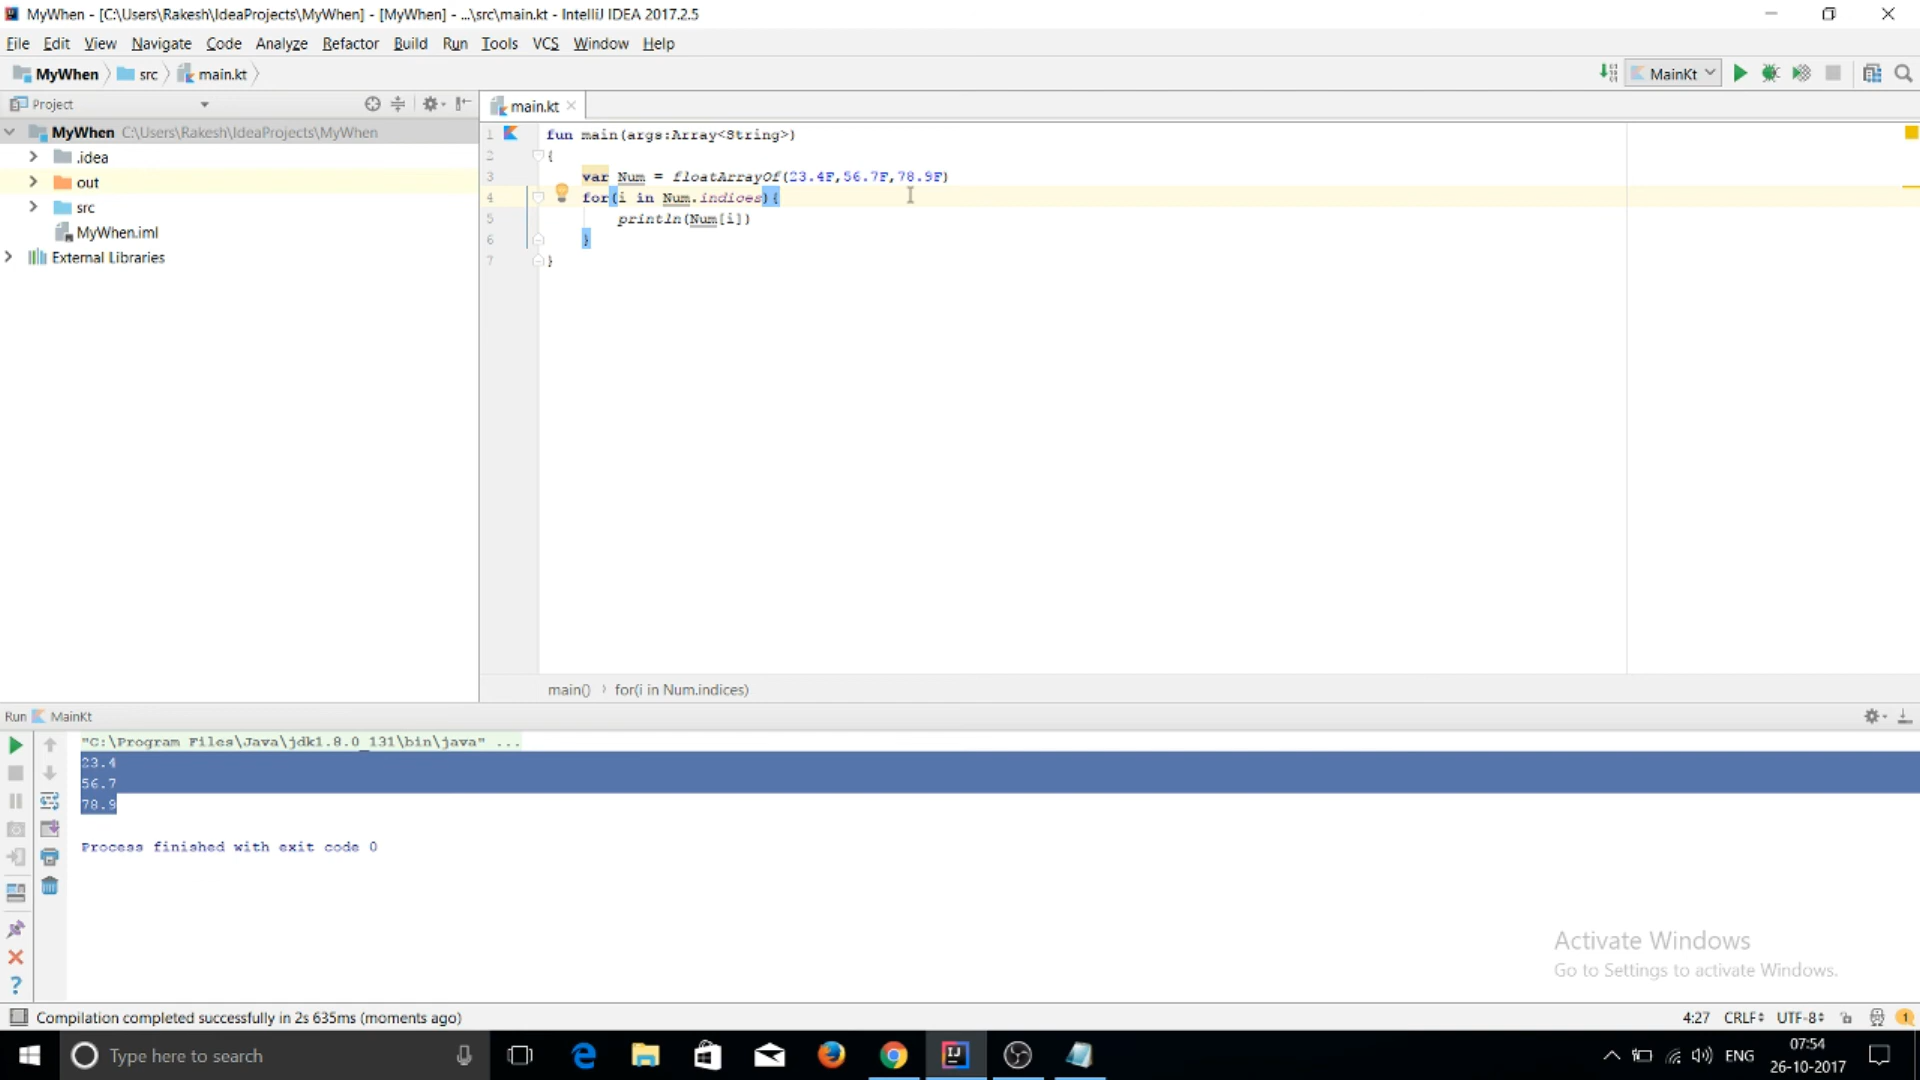 MyWhen - [C:\Users\Rakesh\IdeaProjects\MyWhen] - [MyWhen] - ...\src\main.kt - IntelliJ IDEA 2017.2.5
File Edit View Navigate Code Analyze Refactor Build Run Tools VCS Window Help
MyWhen src main.kt MainKt
Project
main.kt
MyWhen C:\Users\Rakesh\IdeaProjects\MyWhen
.idea
out
src
MyWhen.iml
External Libraries
1 fun main(args:Array<String>)
2 {
3 var Num = floatArrayOf(23.4F,56.7F,78.9F)
4 for(i in Num.indices){
5 println(Num[i])
6 }
7 }
main() › for(i in Num.indices)
Run MainKt
"C:\Program Files\Java\jdk1.8.0_131\bin\java" ...
23.4
56.7
78.9
Process finished with exit code 0
Activate Windows
Go to Settings to activate Windows.
Compilation completed successfully in 2s 635ms (moments ago)
4:27 CRLF UTF-8 1
Type here to search
ENG
07:54
26-10-2017